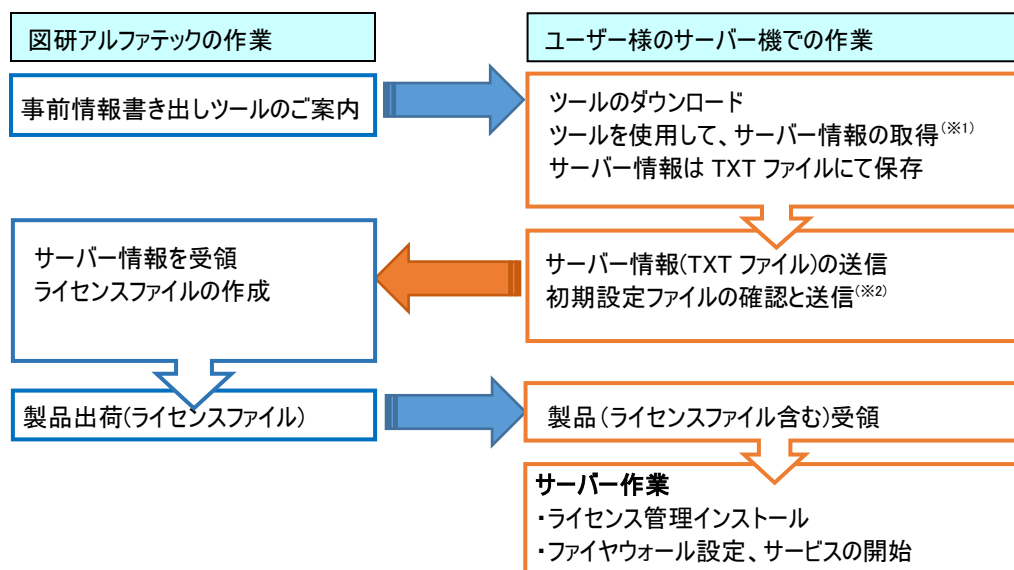 図研アルファテックの作業
ユーザー様のサーバー機での作業
事前情報書き出しツールのご案内
ツールのダウンロード
ツールを使用して、サーバー情報の取得(※1)
サーバー情報は TXT ファイルにて保存
サーバー情報を受領
ライセンスファイルの作成
サーバー情報(TXT ファイル)の送信
初期設定ファイルの確認と送信(※2)
製品出荷(ライセンスファイル)
製品(ライセンスファイル含む)受領
サーバー作業
・ライセンス管理インストール
・ファイヤウォール設定、サービスの開始